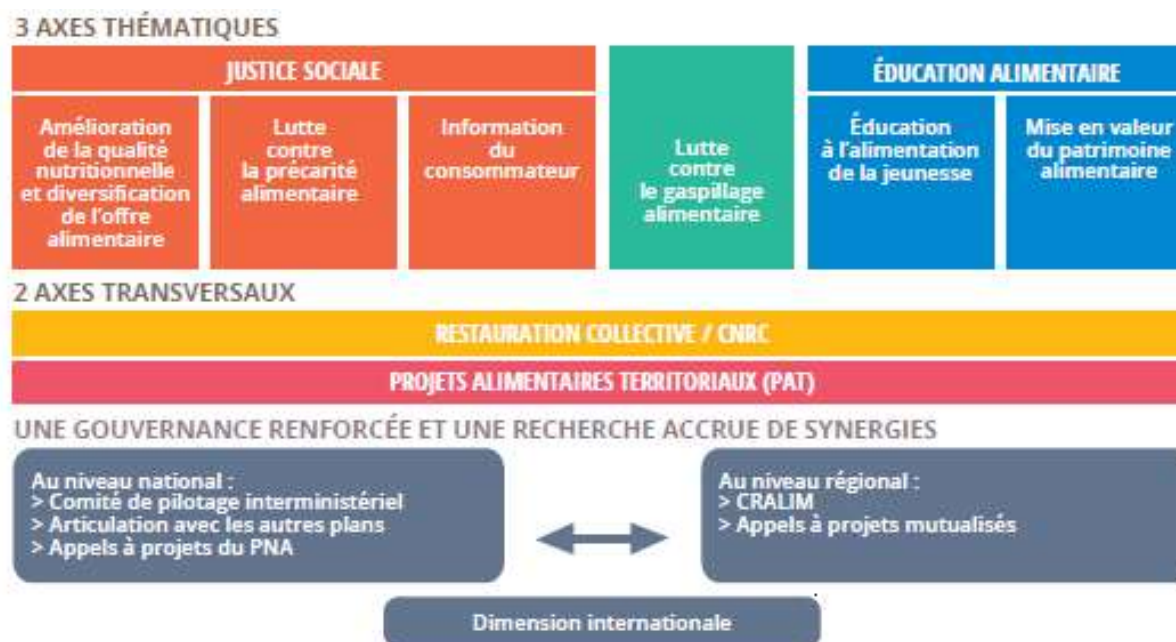 3 AXES THÉMATIQUES
JUSTICE SOCIALE
Amélioration
de la qualité
nutritionnelle
et diversification
de l'offre
alimentaire
Lutte
contre
la précarité
alimentaire
Information
du
consommateur
Lutte
contre
le gaspillage
alimentaire
ÉDUCATION ALIMENTAIRE
Éducation
à l'alimentation
de la jeunesse
Mise en valeur
du patrimoine
alimentaire
2 AXES TRANSVERSAUX
RESTAURATION COLLECTIVE / CNRC
PROJETS ALIMENTAIRES TERRITORIAUX (PAT)
UNE GOUVERNANCE RENFORCÉE ET UNE RECHERCHE ACCRUE DE SYNERGIES
Au niveau national :
> Comité de pilotage interministériel
> Articulation avec les autres plans
> Appels à projets du PNA
Au niveau régional :
> CRALIM
> Appels à projets mutualisés
Dimension internationale